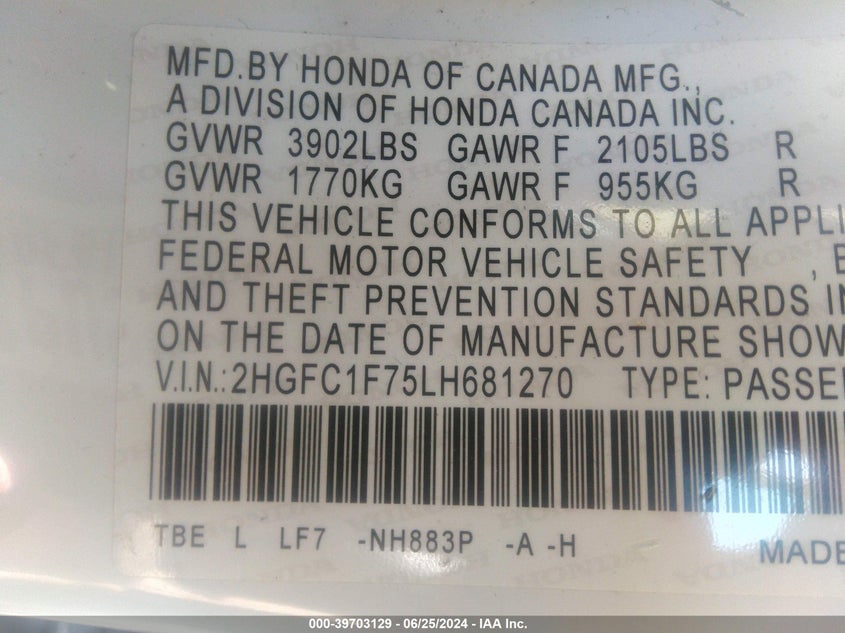 MFD.BY HONDA OF CANADA MFG.,
A DIVISION OF HONDA CANADA INC.
GVWR 3902LBS GAWR F 2105LBS R
GVWR 1770KG GAWR F 955KG R
THIS VEHICLE CONFORMS TO ALL APPLI
FEDERAL MOTOR VEHICLE SAFETY , B
AND THEFT PREVENTION STANDARDS IN
ON THE DATE OF MANUFACTURE SHOW
V.I.N.:2HGFC1F75LH681270 TYPE: PASSE
TBE L LF7 -NH883P -A -H
MADE
000-39703129 - 06/25/2024 - IAA Inc.